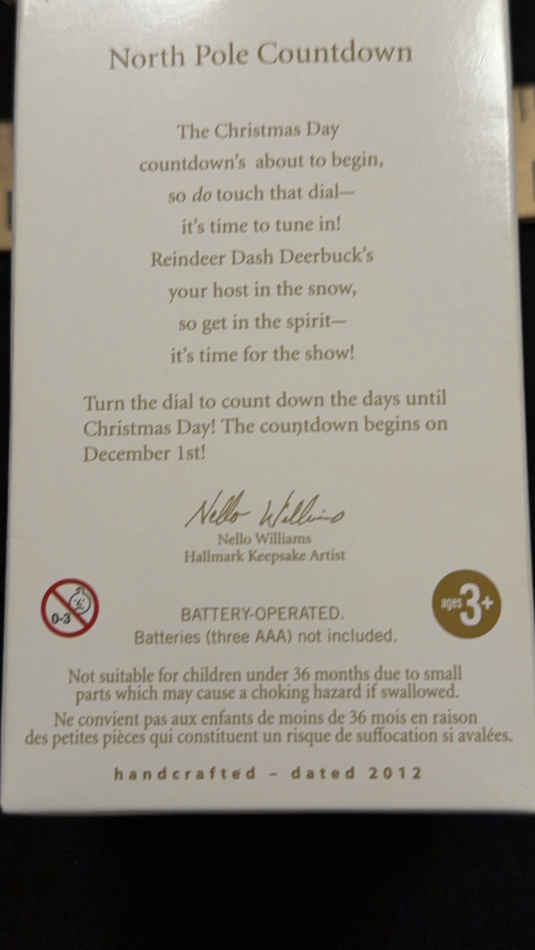 North Pole Countdown
The Christmas Day
countdown's about to begin,
so do touch that dial—
it's time to tune in!
Reindeer Dash Deerbuck's
your host in the snow,
so get in the spirit—
it's time for the show!
Turn the dial to count down the days until
Christmas Day! The countdown begins on
December 1st!
Nello Williams
Nello Williams
Hallmark Keepsake Artist
0-3
ages 3+
BATTERY-OPERATED.
Batteries (three AAA) not included.
Not suitable for children under 36 months due to small
parts which may cause a choking hazard if swallowed.
Ne convient pas aux enfants de moins de 36 mois en raison
des petites pièces qui constituent un risque de suffocation si avalées.
handcrafted – dated 2012